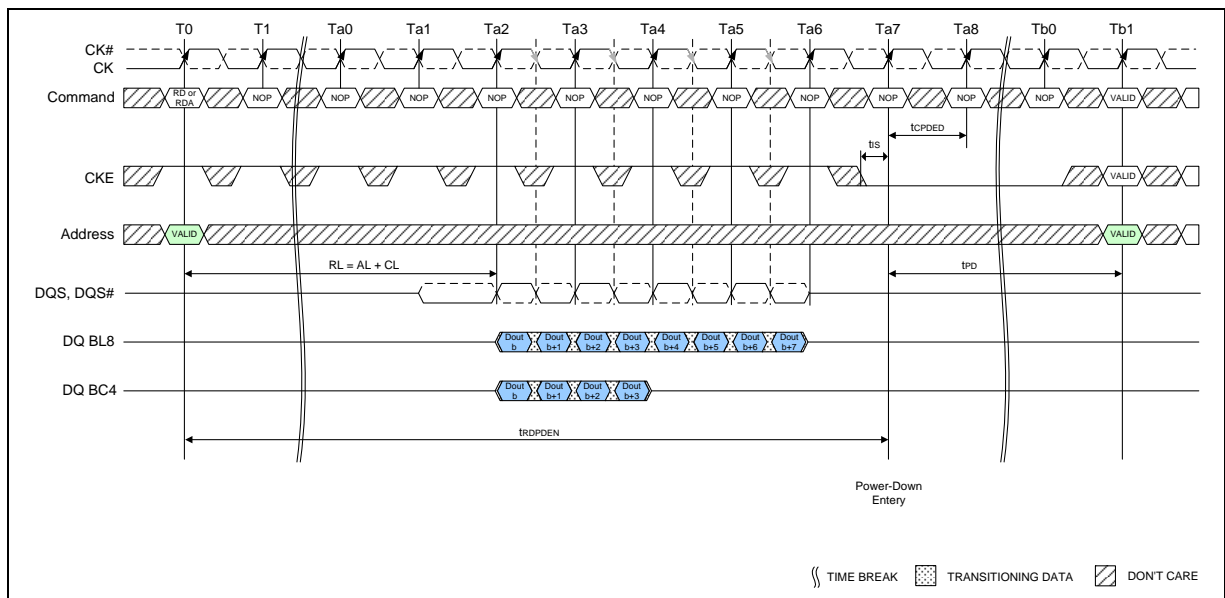 T0 T1 Ta0 Ta1 Ta2 Ta3 Ta4 Ta5 Ta6 Ta7 Ta8 Tb0 Tb1
CK#
CK
Command RD or RDA NOP NOP NOP NOP NOP NOP NOP NOP NOP NOP NOP VALID
tCPDED
tIS
CKE VALID
Address VALID VALID
RL = AL + CL tPD
DQS, DQS#
DQ BL8 Dout b Dout b+1 Dout b+2 Dout b+3 Dout b+4 Dout b+5 Dout b+6 Dout b+7
DQ BC4 Dout b Dout b+1 Dout b+2 Dout b+3
tRDPDEN
Power-Down
Entery
TIME BREAK TRANSITIONING DATA DON'T CARE